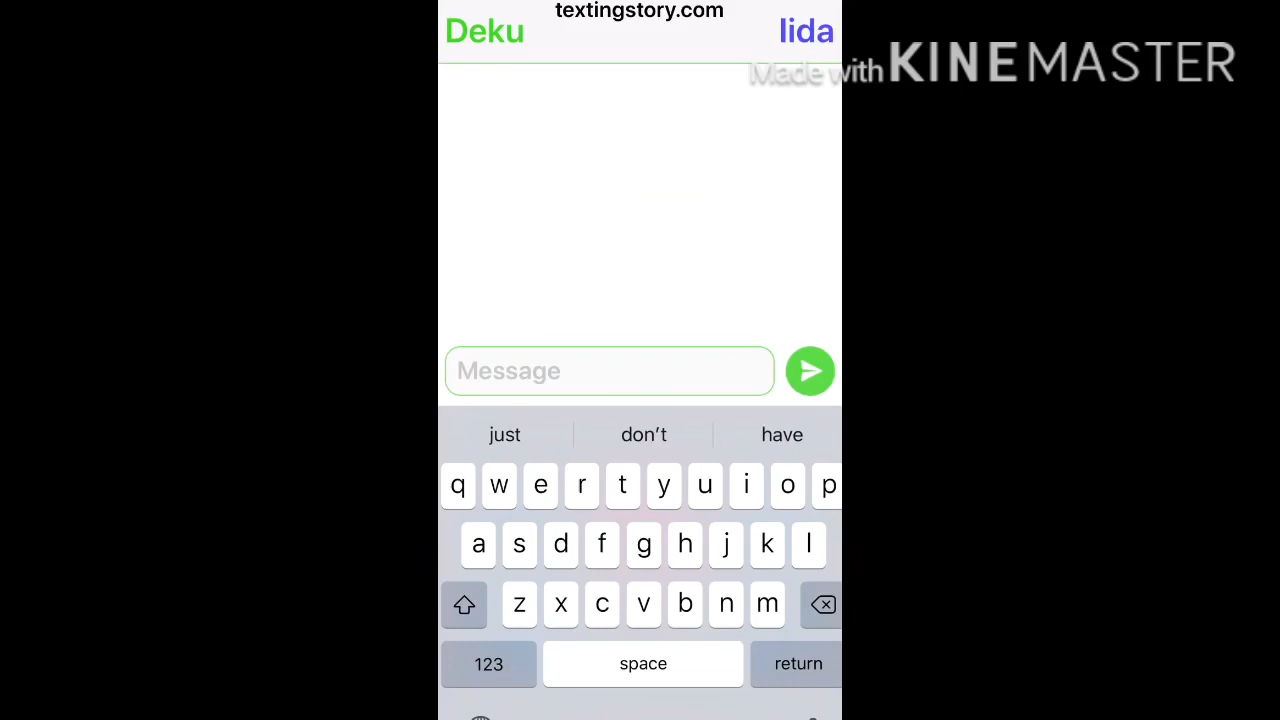 textingstory.com
Deku Iida
Made with KINEMASTER
Message
just don't have
q w e r t y u i o p
a s d f g h j k l
z x c v b n m
123 space return